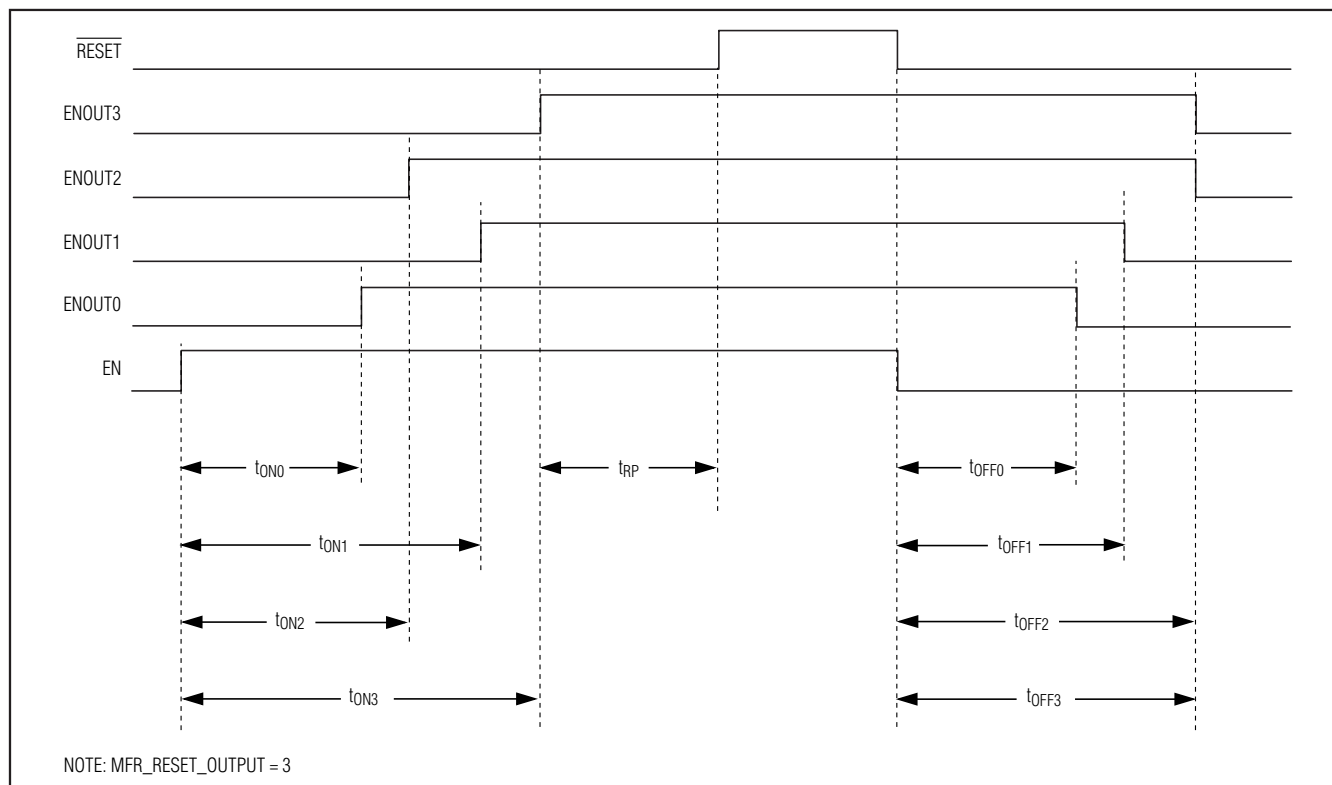 RESET
ENOUT3
ENOUT2
ENOUT1
ENOUT0
EN
tON0
tRP
tOFF0
tON1
tOFF1
tON2
tOFF2
tON3
tOFF3
NOTE: MFR_RESET_OUTPUT = 3